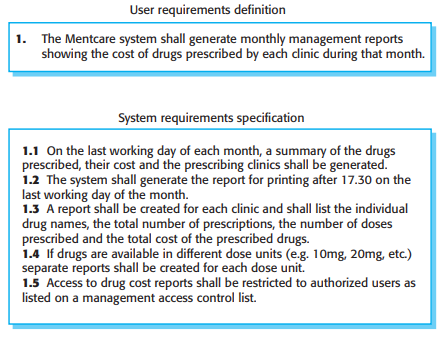 User requirements definition
1. The Mentcare system shall generate monthly management reports
showing the cost of drugs prescribed by each clinic during that month.
System requirements specification
1.1 On the last working day of each month, a summary of the drugs
prescribed, their cost and the prescribing clinics shall be generated.
1.2 The system shall generate the report for printing after 17.30 on the
last working day of the month.
1.3 A report shall be created for each clinic and shall list the individual
drug names, the total number of prescriptions, the number of doses
prescribed and the total cost of the prescribed drugs.
1.4 If drugs are available in different dose units (e.g. 10mg, 20mg, etc.)
separate reports shall be created for each dose unit.
1.5 Access to drug cost reports shall be restricted to authorized users as
listed on a management access control list.